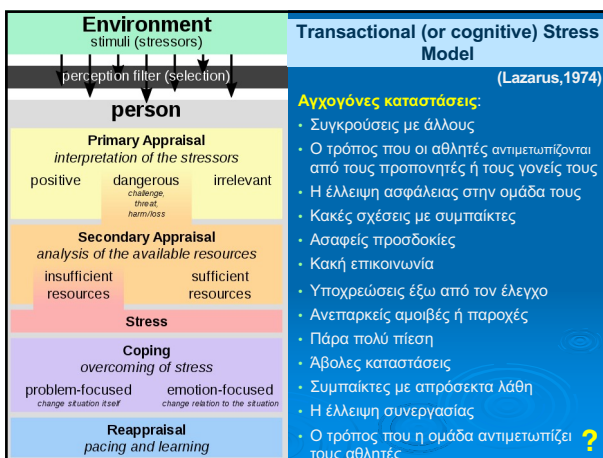 Environment
stimuli (stressors)
perception filter (selection)
person
Primary Appraisal
interpretation of the stressors
positive dangerous irrelevant
challenge,
threat,
harm/loss
Secondary Appraisal
analysis of the available resources
insufficient sufficient
resources resources
Stress
Coping
overcoming of stress
problem-focused emotion-focused
change situation itself change relation to the situation
Reappraisal
pacing and learning
Transactional (or cognitive) Stress
Model
(Lazarus,1974)
Αγχογόνες καταστάσεις:
• Συγκρούσεις με άλλους
• Ο τρόπος που οι αθλητές αντιμετωπίζονται
από τους προπονητές ή τους γονείς τους
• Η έλλειψη ασφάλειας στην ομάδα τους
• Κακές σχέσεις με συμπαίκτες
• Ασαφείς προσδοκίες
• Κακή επικοινωνία
• Υποχρεώσεις έξω από τον έλεγχο
• Ανεπαρκείς αμοιβές ή παροχές
• Πάρα πολύ πίεση
• Άβολες καταστάσεις
• Συμπαίκτες με απρόσεκτα λάθη
• Η έλλειψη συνεργασίας
• Ο τρόπος που η ομάδα αντιμετωπίζει ?
τους αθλητές